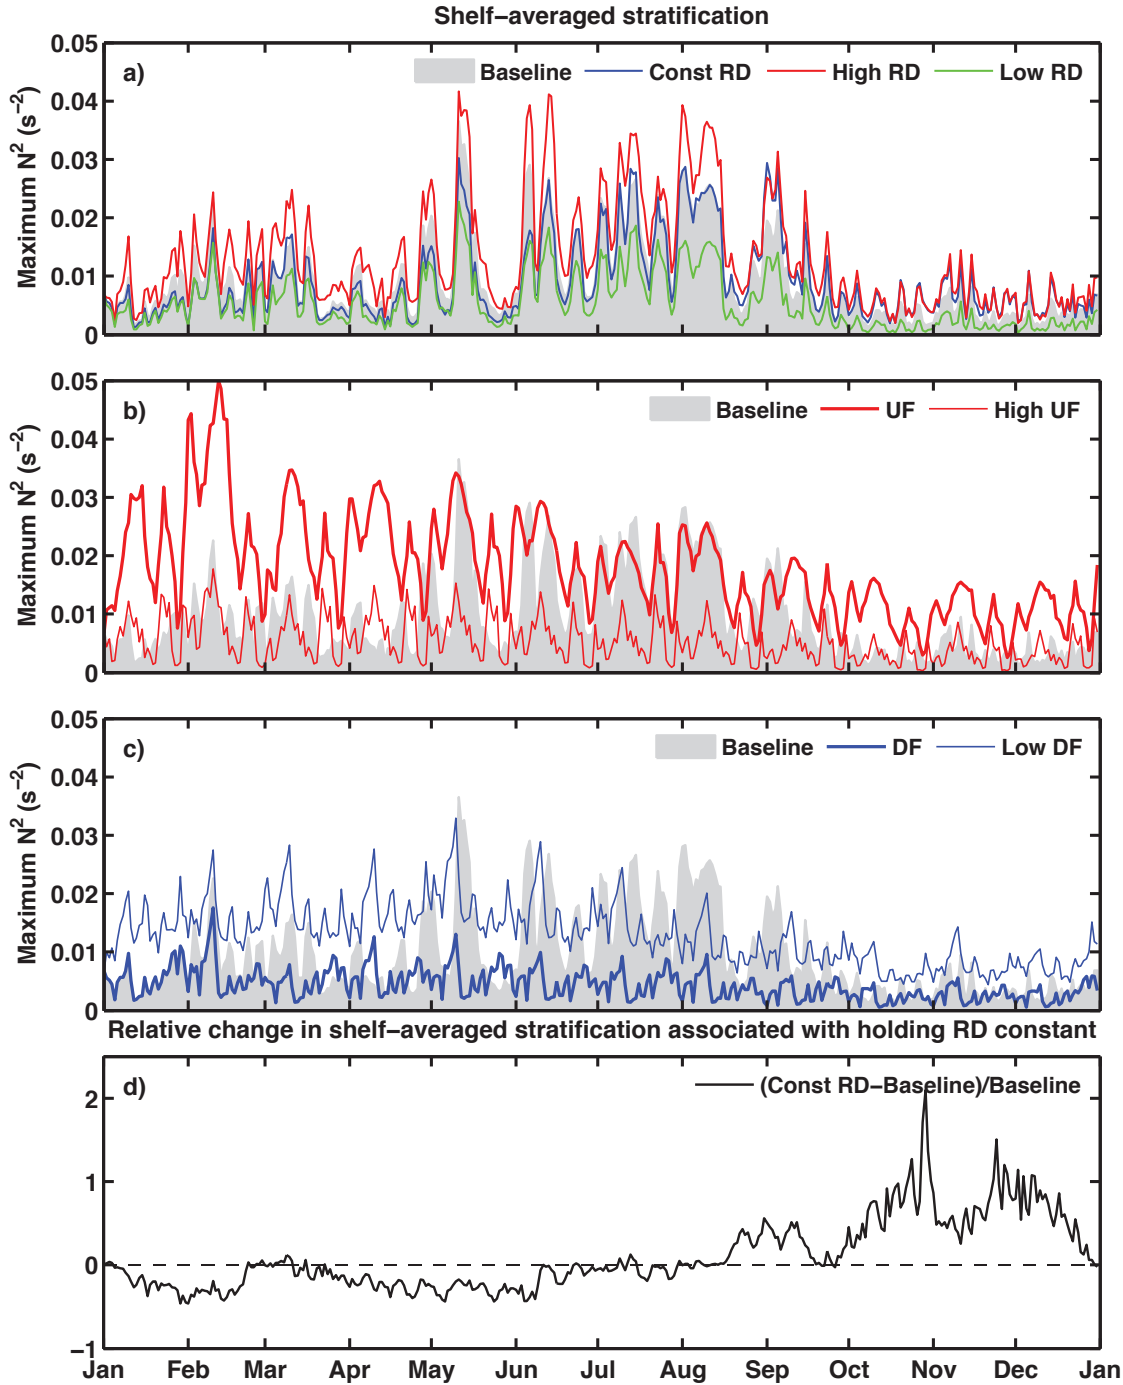 Shelf−averaged stratification
a)
Baseline Const RD High RD Low RD
Maximum N² (s⁻²)
0.05
0.04
0.03
0.02
0.01
0
b)
Baseline UF High UF
Maximum N² (s⁻²)
0.05
0.04
0.03
0.02
0.01
0
c)
Baseline DF Low DF
Maximum N² (s⁻²)
0.05
0.04
0.03
0.02
0.01
0
Relative change in shelf−averaged stratification associated with holding RD constant
d)
(Const RD−Baseline)/Baseline
2
1
0
−1
Jan Feb Mar Apr May Jun Jul Aug Sep Oct Nov Dec Jan